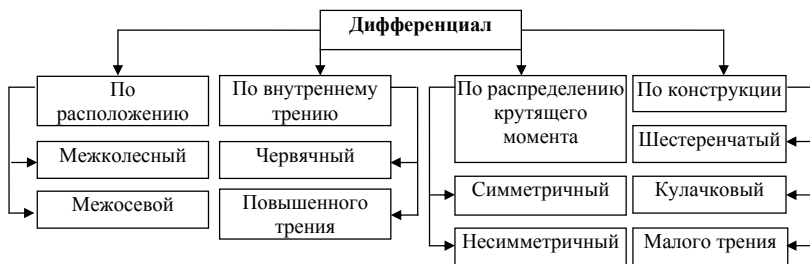 Дифференциал
По
расположению
Межколесный
Межосевой
По внутреннему
трению
Червячный
Повышенного
трения
По распределению
крутящего
момента
Симметричный
Несимметричный
По конструкции
Шестеренчатый
Кулачковый
Малого трения